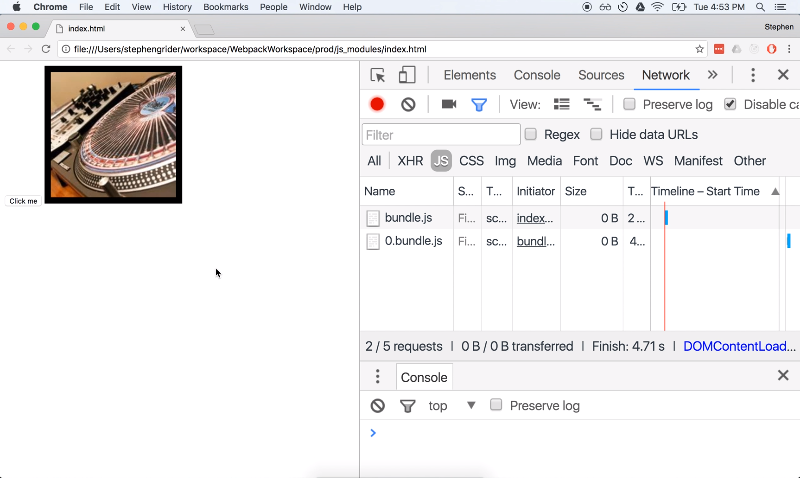 Chrome File Edit View History Bookmarks People Window Help Tue 4:53 PM
index.html Stephen
file:///Users/stephengrider/workspace/WebpackWorkspace/prod/js_modules/index.html
Elements Console Sources Network »
View: Preserve log Disable ca
Filter Regex Hide data URLs
All XHR JS CSS Img Media Font Doc WS Manifest Other
Name S... T... Initiator Size T... Timeline – Start Time
Click me
bundle.js Fi... sc... index... 0 B 2...
0.bundle.js Fi... sc... bundl... 0 B 4...
2 / 5 requests | 0 B / 0 B transferred | Finish: 4.71 s | DOMContentLoad...
Console
top Preserve log